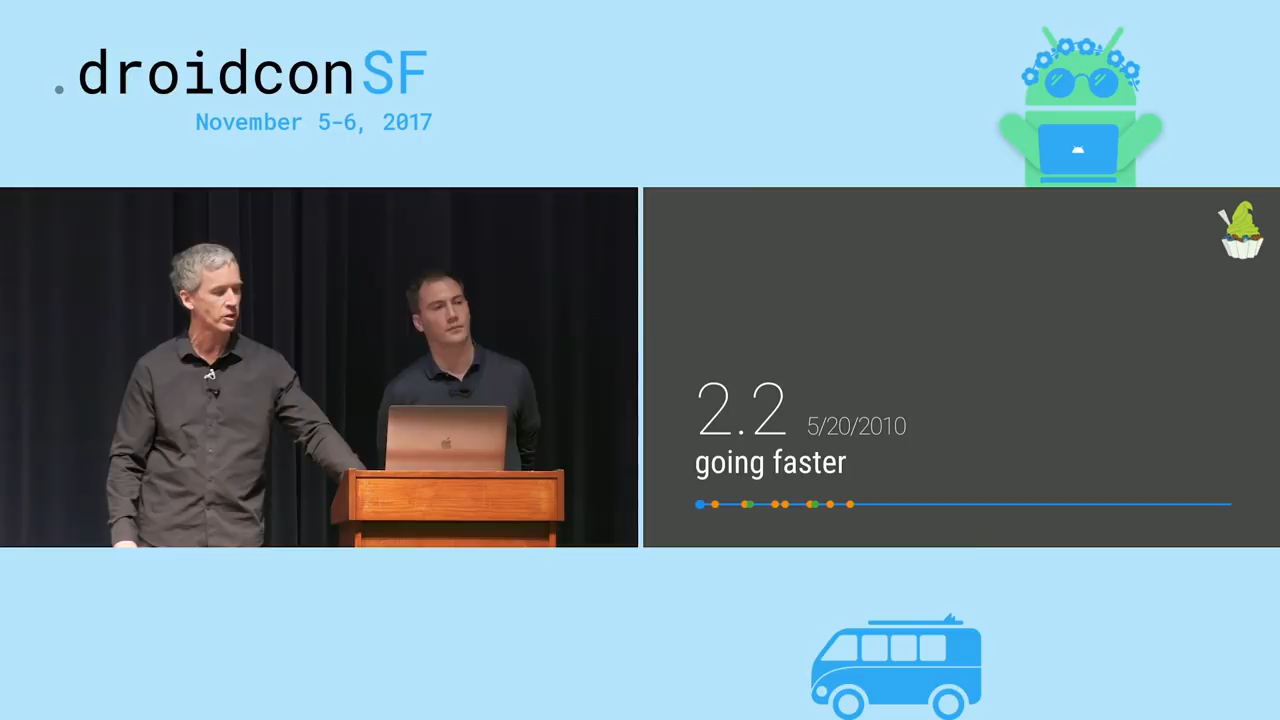 .droidconSF
November 5-6, 2017
2.2 5/20/2010
going faster